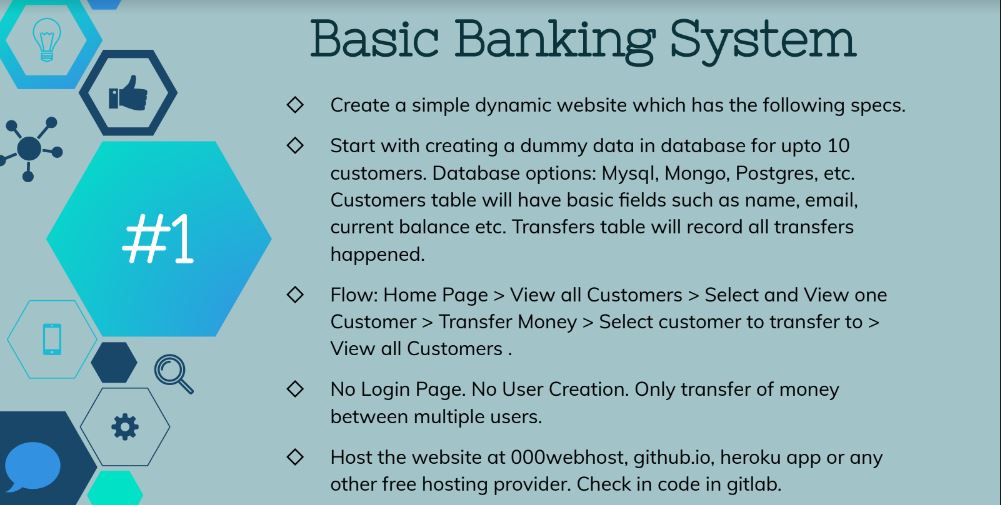 Basic Banking System
Create a simple dynamic website which has the following specs.
Start with creating a dummy data in database for upto 10
customers. Database options: Mysql, Mongo, Postgres, etc.
Customers table will have basic fields such as name, email,
current balance etc. Transfers table will record all transfers
happened.
#1
Flow: Home Page > View all Customers > Select and View one
Customer > Transfer Money > Select customer to transfer to >
View all Customers .
No Login Page. No User Creation. Only transfer of money
between multiple users.
Host the website at 000webhost, github.io, heroku app or any
other free hosting provider. Check in code in gitlab.